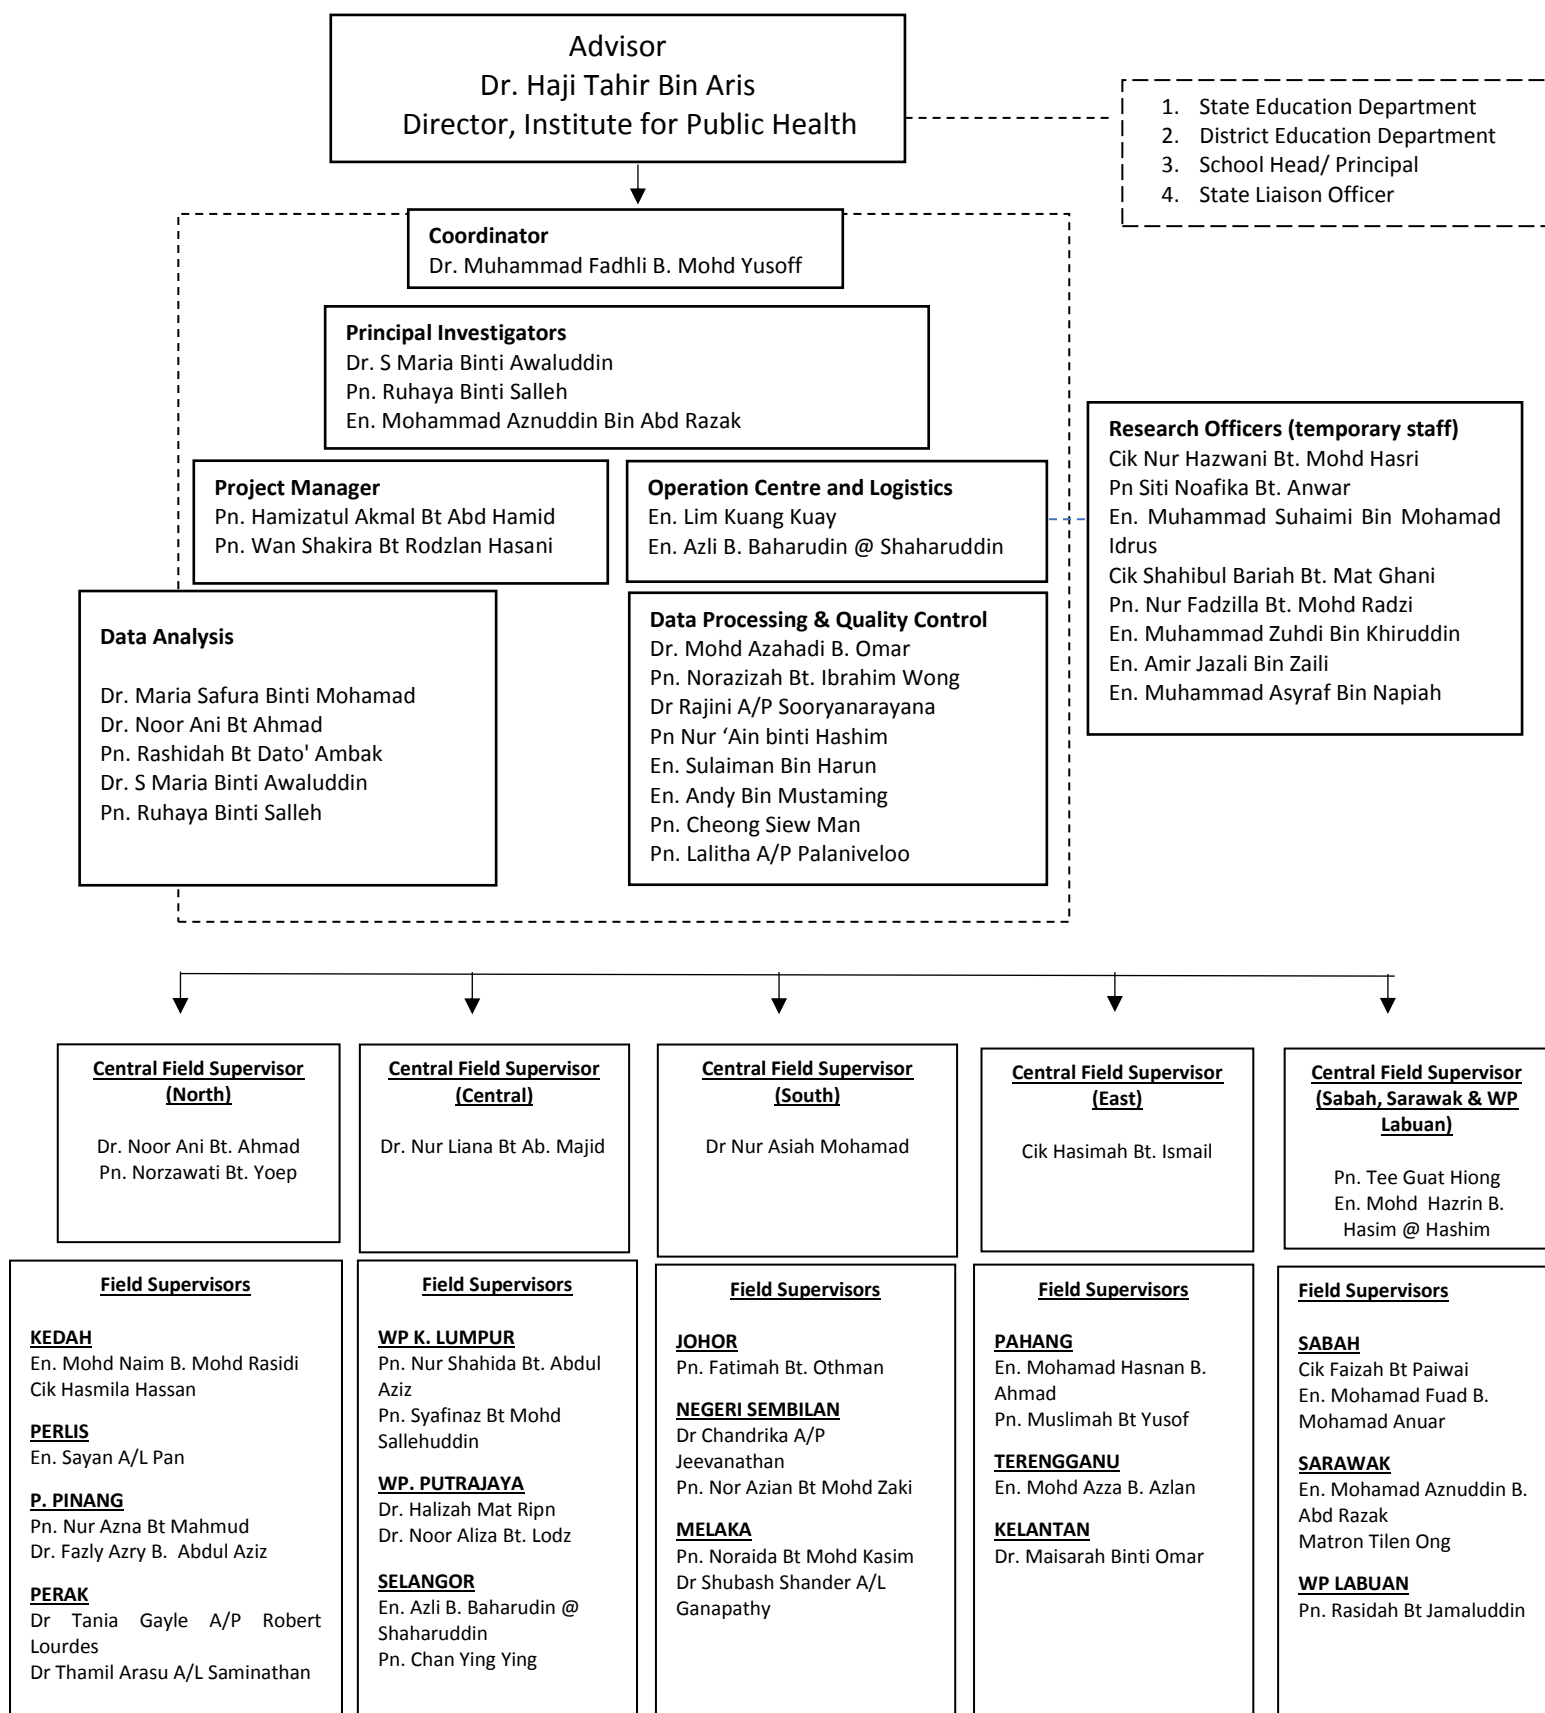 Advisor
Dr. Haji Tahir Bin Aris
Director, Institute for Public Health
1. State Education Department
2. District Education Department
3. School Head/ Principal
4. State Liaison Officer
Coordinator
Dr. Muhammad Fadhli B. Mohd Yusoff
Principal Investigators
Dr. S Maria Binti Awaluddin
Pn. Ruhaya Binti Salleh
En. Mohammad Aznuddin Bin Abd Razak
Project Manager
Pn. Hamizatul Akmal Bt Abd Hamid
Pn. Wan Shakira Bt Rodzlan Hasani
Operation Centre and Logistics
En. Lim Kuang Kuay
En. Azli B. Baharudin @ Shaharuddin
Research Officers (temporary staff)
Cik Nur Hazwani Bt. Mohd Hasri
Pn Siti Noafika Bt. Anwar
En. Muhammad Suhaimi Bin Mohamad
Idrus
Cik Shahibul Bariah Bt. Mat Ghani
Pn. Nur Fadzilla Bt. Mohd Radzi
En. Muhammad Zuhdi Bin Khiruddin
En. Amir Jazali Bin Zaili
En. Muhammad Asyraf Bin Napiah
Data Analysis
Dr. Maria Safura Binti Mohamad
Dr. Noor Ani Bt Ahmad
Pn. Rashidah Bt Dato' Ambak
Dr. S Maria Binti Awaluddin
Pn. Ruhaya Binti Salleh
Data Processing & Quality Control
Dr. Mohd Azahadi B. Omar
Pn. Norazizah Bt. Ibrahim Wong
Dr Rajini A/P Sooryanarayana
Pn Nur ‘Ain binti Hashim
En. Sulaiman Bin Harun
En. Andy Bin Mustaming
Pn. Cheong Siew Man
Pn. Lalitha A/P Palaniveloo
Central Field Supervisor
(North)
Dr. Noor Ani Bt. Ahmad
Pn. Norzawati Bt. Yoep
Central Field Supervisor
(Central)
Dr. Nur Liana Bt Ab. Majid
Central Field Supervisor
(South)
Dr Nur Asiah Mohamad
Central Field Supervisor
(East)
Cik Hasimah Bt. Ismail
Central Field Supervisor
(Sabah, Sarawak & WP
Labuan)
Pn. Tee Guat Hiong
En. Mohd Hazrin B.
Hasim @ Hashim
Field Supervisors
KEDAH
En. Mohd Naim B. Mohd Rasidi
Cik Hasmila Hassan
PERLIS
En. Sayan A/L Pan
P. PINANG
Pn. Nur Azna Bt Mahmud
Dr. Fazly Azry B. Abdul Aziz
PERAK
Dr Tania Gayle A/P Robert
Lourdes
Dr Thamil Arasu A/L Saminathan
Field Supervisors
WP K. LUMPUR
Pn. Nur Shahida Bt. Abdul
Aziz
Pn. Syafinaz Bt Mohd
Sallehuddin
WP. PUTRAJAYA
Dr. Halizah Mat Ripn
Dr. Noor Aliza Bt. Lodz
SELANGOR
En. Azli B. Baharudin @
Shaharuddin
Pn. Chan Ying Ying
Field Supervisors
JOHOR
Pn. Fatimah Bt. Othman
NEGERI SEMBILAN
Dr Chandrika A/P
Jeevanathan
Pn. Nor Azian Bt Mohd Zaki
MELAKA
Pn. Noraida Bt Mohd Kasim
Dr Shubash Shander A/L
Ganapathy
Field Supervisors
PAHANG
En. Mohamad Hasnan B.
Ahmad
Pn. Muslimah Bt Yusof
TERENGGANU
En. Mohd Azza B. Azlan
KELANTAN
Dr. Maisarah Binti Omar
Field Supervisors
SABAH
Cik Faizah Bt Paiwai
En. Mohamad Fuad B.
Mohamad Anuar
SARAWAK
En. Mohamad Aznuddin B.
Abd Razak
Matron Tilen Ong
WP LABUAN
Pn. Rasidah Bt Jamaluddin